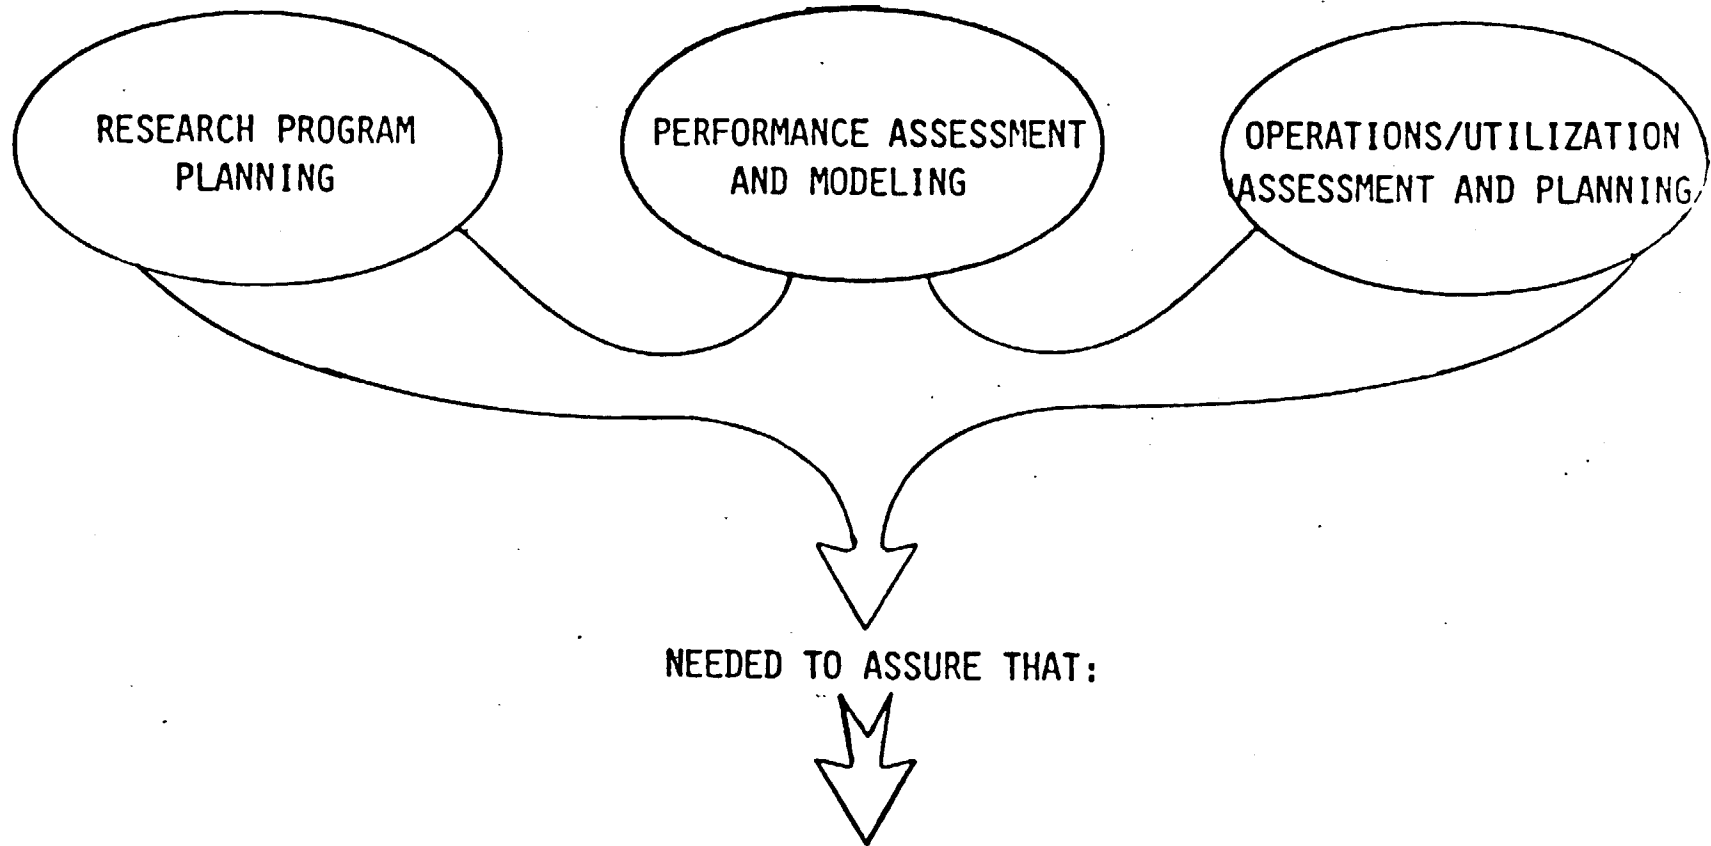 RESEARCH PROGRAM
PLANNING
PERFORMANCE ASSESSMENT
AND MODELING
OPERATIONS/UTILIZATION
ASSESSMENT AND PLANNING
NEEDED TO ASSURE THAT: